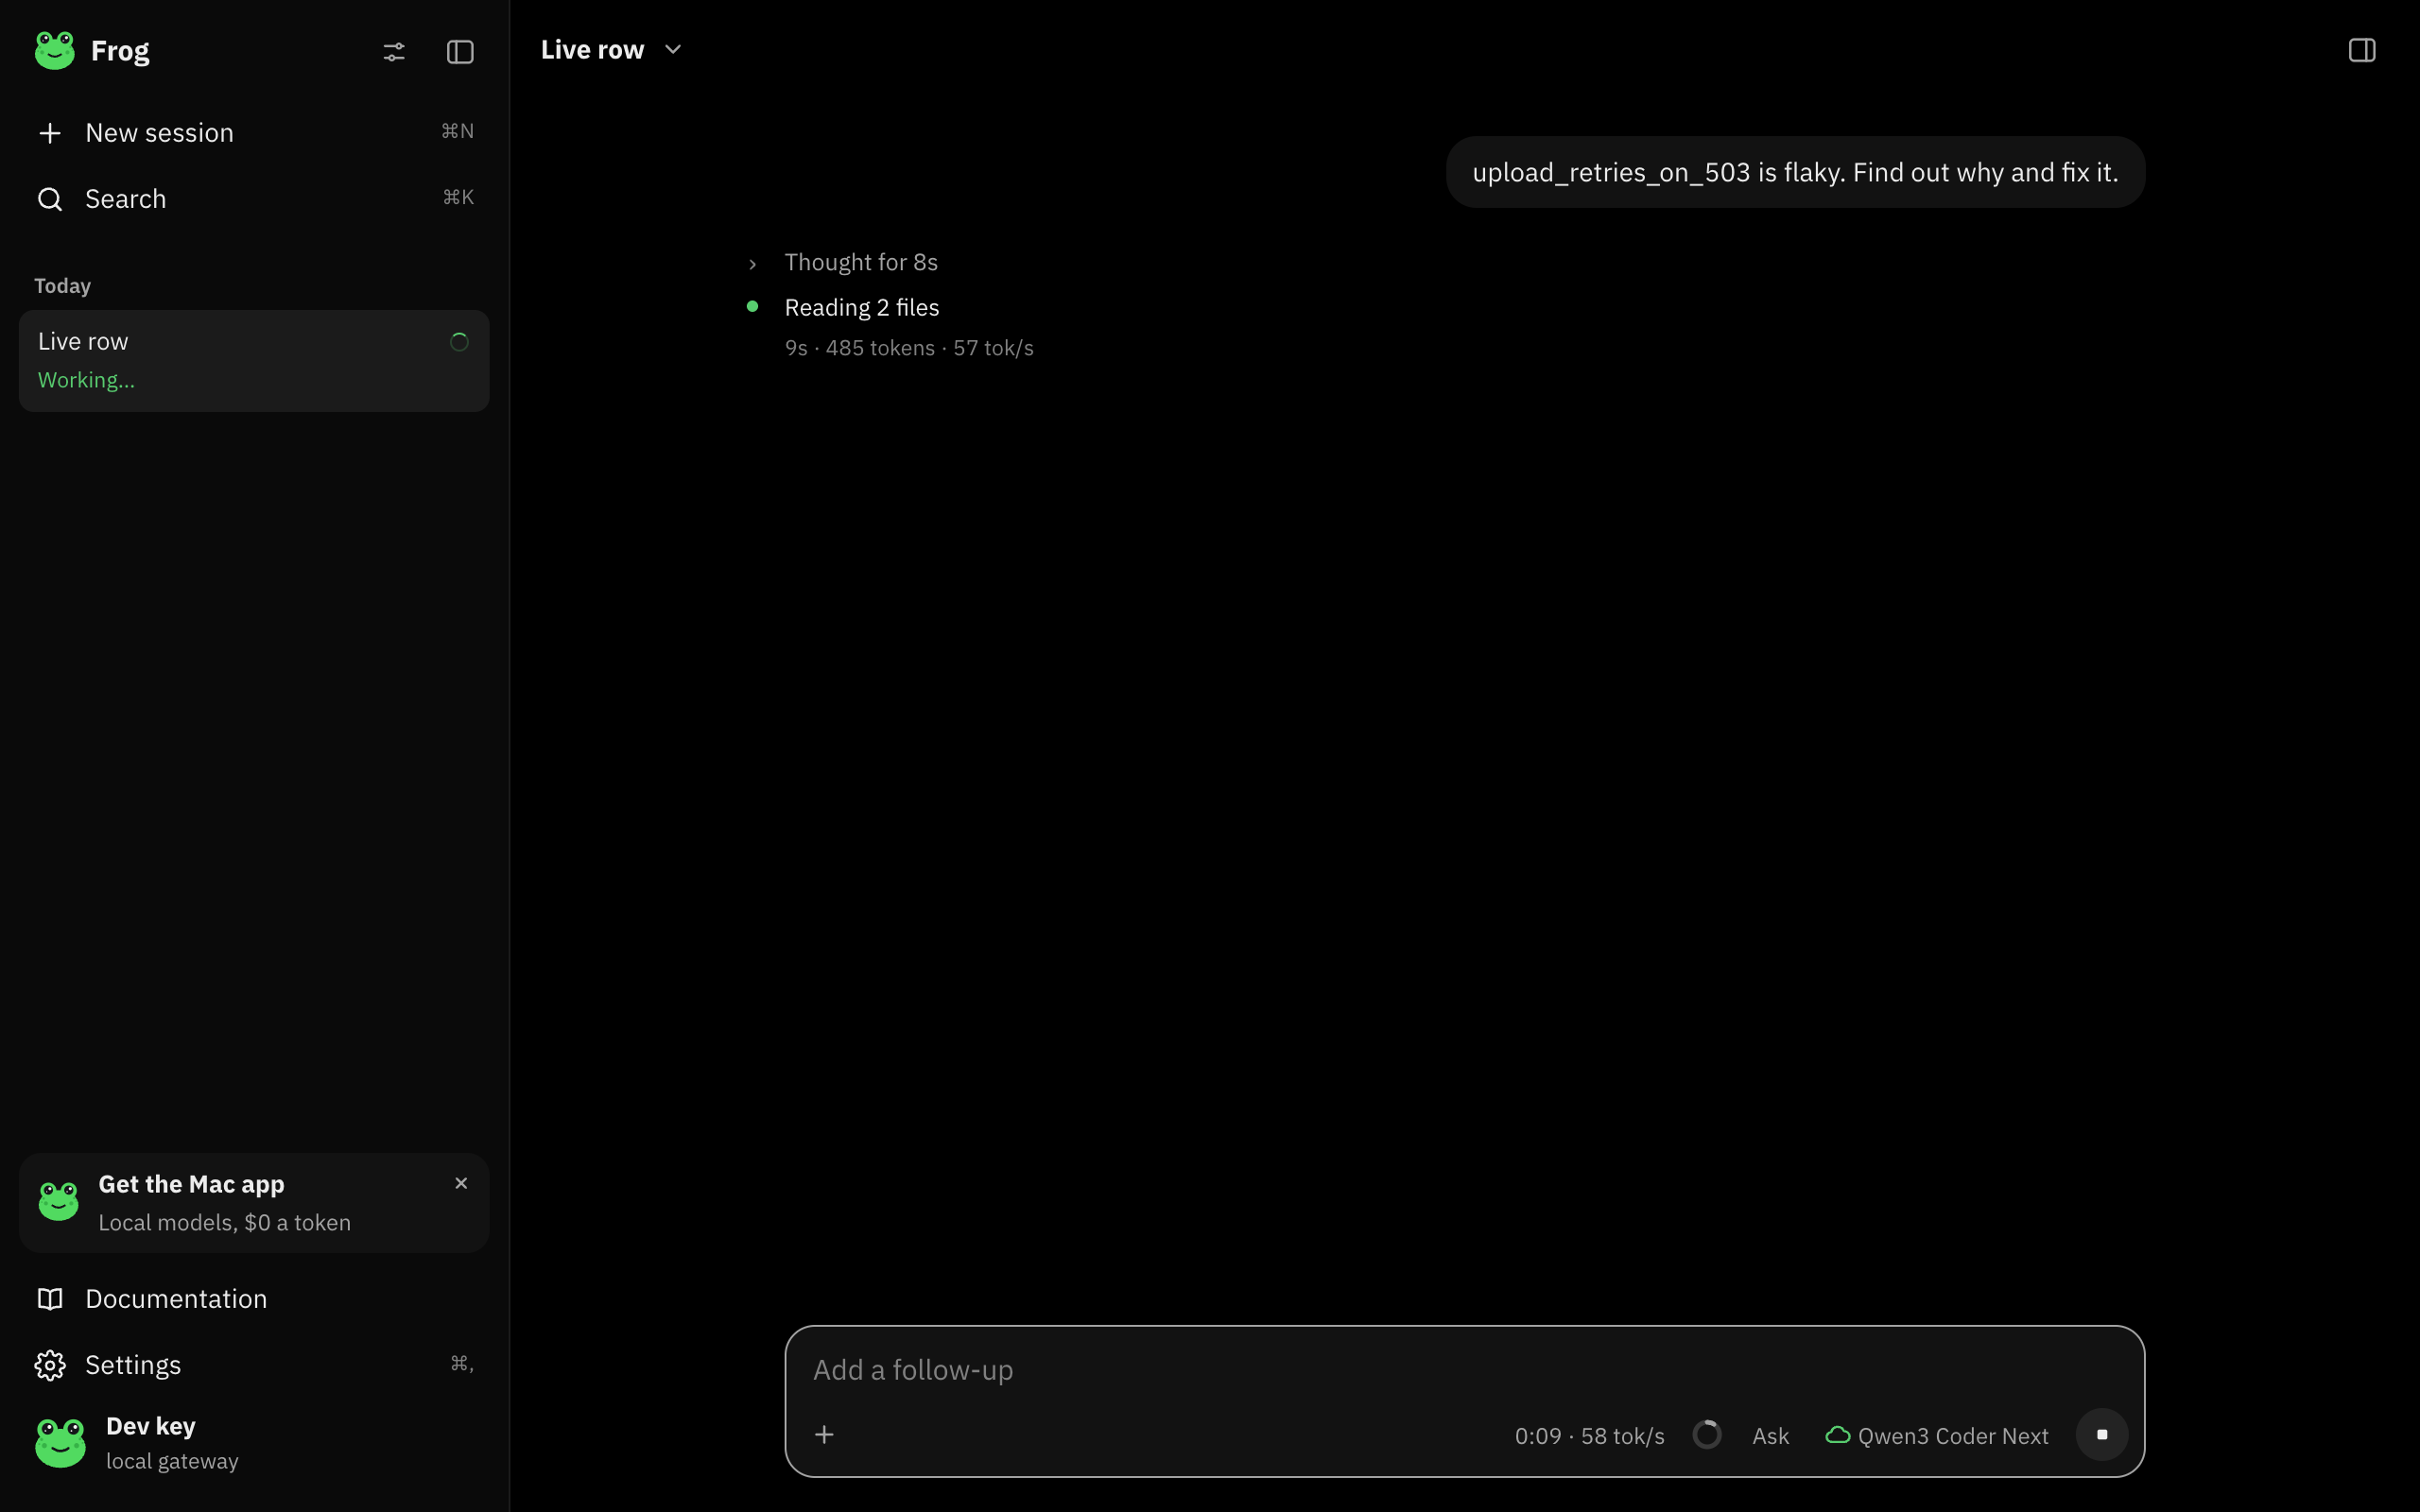 Frog
New session ⌘N
Search ⌘K
Today
Live row
Working...
Get the Mac app
Local models, $0 a token
Documentation
Settings ⌘,
Dev key
local gateway
Live row
upload_retries_on_503 is flaky. Find out why and fix it.
Thought for 8s
Reading 2 files
9s · 485 tokens · 57 tok/s
Add a follow-up
0:09 · 58 tok/s Ask Qwen3 Coder Next